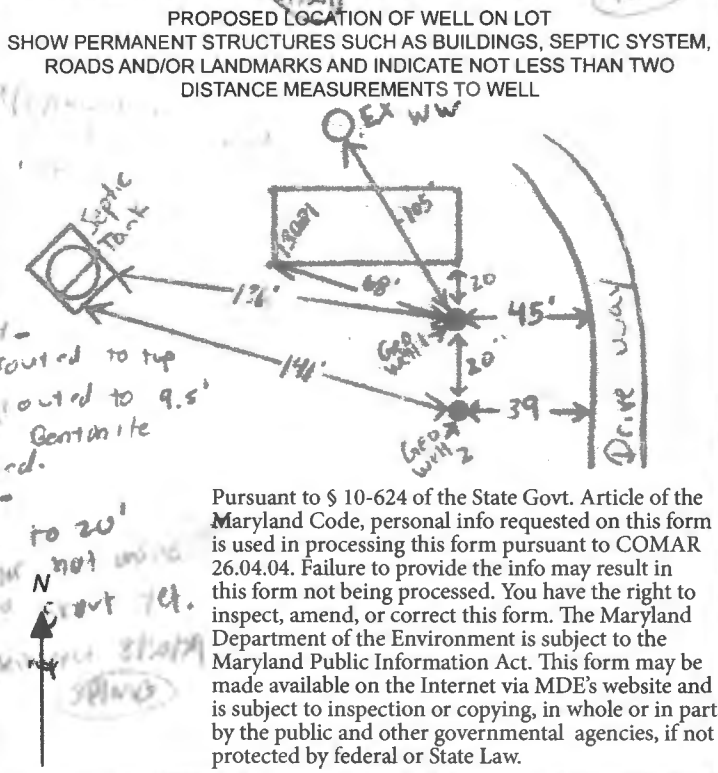 PROPOSED LOCATION OF WELL ON LOT
SHOW PERMANENT STRUCTURES SUCH AS BUILDINGS, SEPTIC SYSTEM,
ROADS AND/OR LANDMARKS AND INDICATE NOT LESS THAN TWO
DISTANCE MEASUREMENTS TO WELL
EX WW
Septic
Tank
105'
68'
20
136'
45'
GEO
Well 1
20'
141'
39
GEO
Well
2
Drive way
to top
to 9.5'
Bentonite
to 20'
not
N
Pursuant to § 10-624 of the State Govt. Article of the
Maryland Code, personal info requested on this form
is used in processing this form pursuant to COMAR
26.04.04. Failure to provide the info may result in
this form not being processed. You have the right to
inspect, amend, or correct this form. The Maryland
Department of the Environment is subject to the
Maryland Public Information Act. This form may be
made available on the Internet via MDE's website and
is subject to inspection or copying, in whole or in part
by the public and other governmental agencies, if not
protected by federal or State Law.